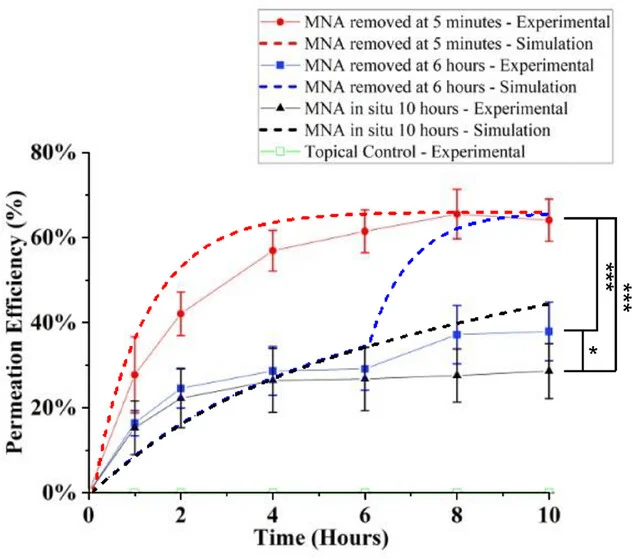 MNA removed at 5 minutes - Experimental
MNA removed at 5 minutes - Simulation
MNA removed at 6 hours - Experimental
MNA removed at 6 hours - Simulation
MNA in situ 10 hours - Experimental
MNA in situ 10 hours - Simulation
Topical Control - Experimental
80%
60%
40%
20%
0%
Permeation Efficiency (%)
***
***
*
0 2 4 6 8 10
Time (Hours)